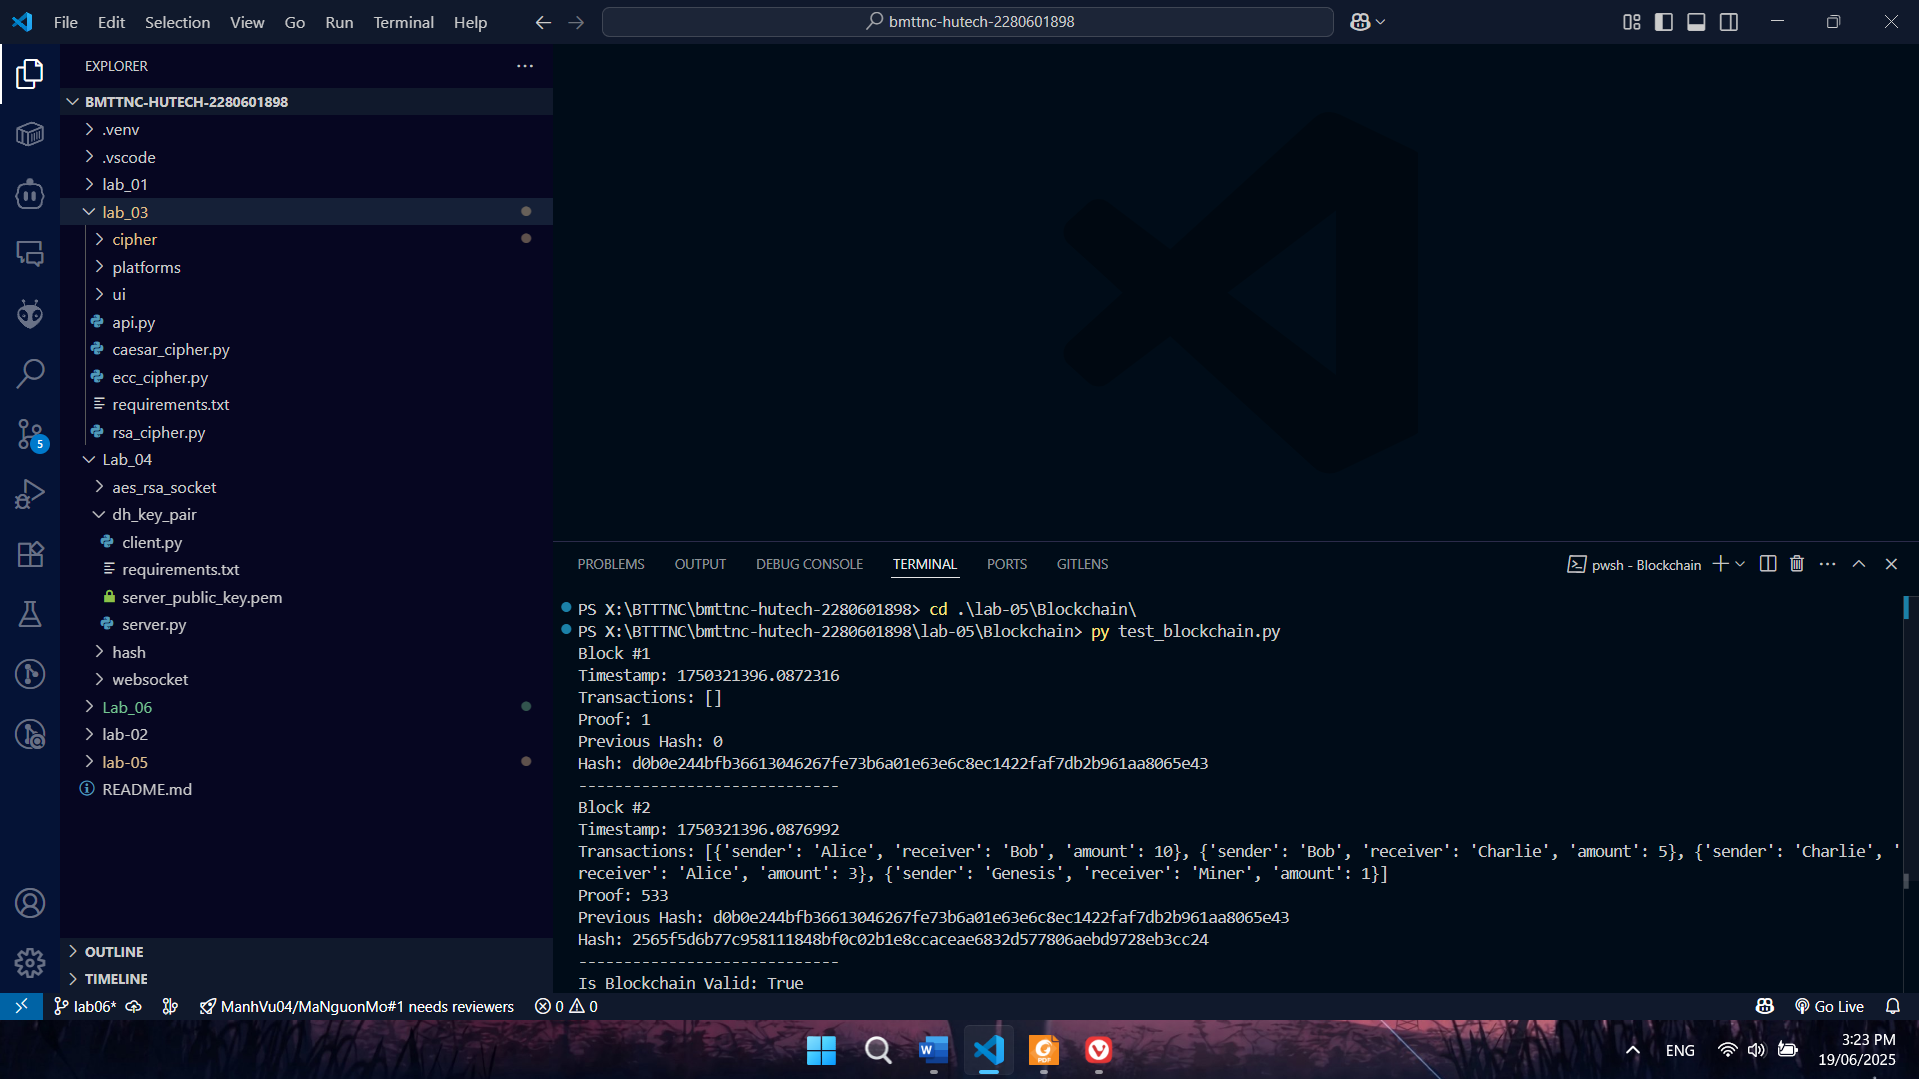 File Edit Selection View Go Run Terminal Help
bmttnc-hutech-2280601898
EXPLORER
BMTTNC-HUTECH-2280601898
.venv
.vscode
lab_01
lab_03
cipher
platforms
ui
api.py
caesar_cipher.py
ecc_cipher.py
requirements.txt
rsa_cipher.py
Lab_04
aes_rsa_socket
dh_key_pair
client.py
requirements.txt
server_public_key.pem
server.py
hash
websocket
Lab_06
lab-02
lab-05
README.md
OUTLINE
TIMELINE
5
PROBLEMS OUTPUT DEBUG CONSOLE TERMINAL PORTS GITLENS
pwsh - Blockchain
PS X:\BTTTNC\bmttnc-hutech-2280601898> cd .\lab-05\Blockchain\
PS X:\BTTTNC\bmttnc-hutech-2280601898\lab-05\Blockchain> py test_blockchain.py
Block #1
Timestamp: 1750321396.0872316
Transactions: []
Proof: 1
Previous Hash: 0
Hash: d0b0e244bfb36613046267fe73b6a01e63e6c8ec1422faf7db2b961aa8065e43
-----------------------------
Block #2
Timestamp: 1750321396.0876992
Transactions: [{'sender': 'Alice', 'receiver': 'Bob', 'amount': 10}, {'sender': 'Bob', 'receiver': 'Charlie', 'amount': 5}, {'sender': 'Charlie', '
receiver': 'Alice', 'amount': 3}, {'sender': 'Genesis', 'receiver': 'Miner', 'amount': 1}]
Proof: 533
Previous Hash: d0b0e244bfb36613046267fe73b6a01e63e6c8ec1422faf7db2b961aa8065e43
Hash: 2565f5d6b77c958111848bf0c02b1e8ccaceae6832d577806aebd9728eb3cc24
-----------------------------
Is Blockchain Valid: True
lab06* ManhVu04/MaNguonMo#1 needs reviewers 0 0 Go Live
ENG
3:23 PM
19/06/2025